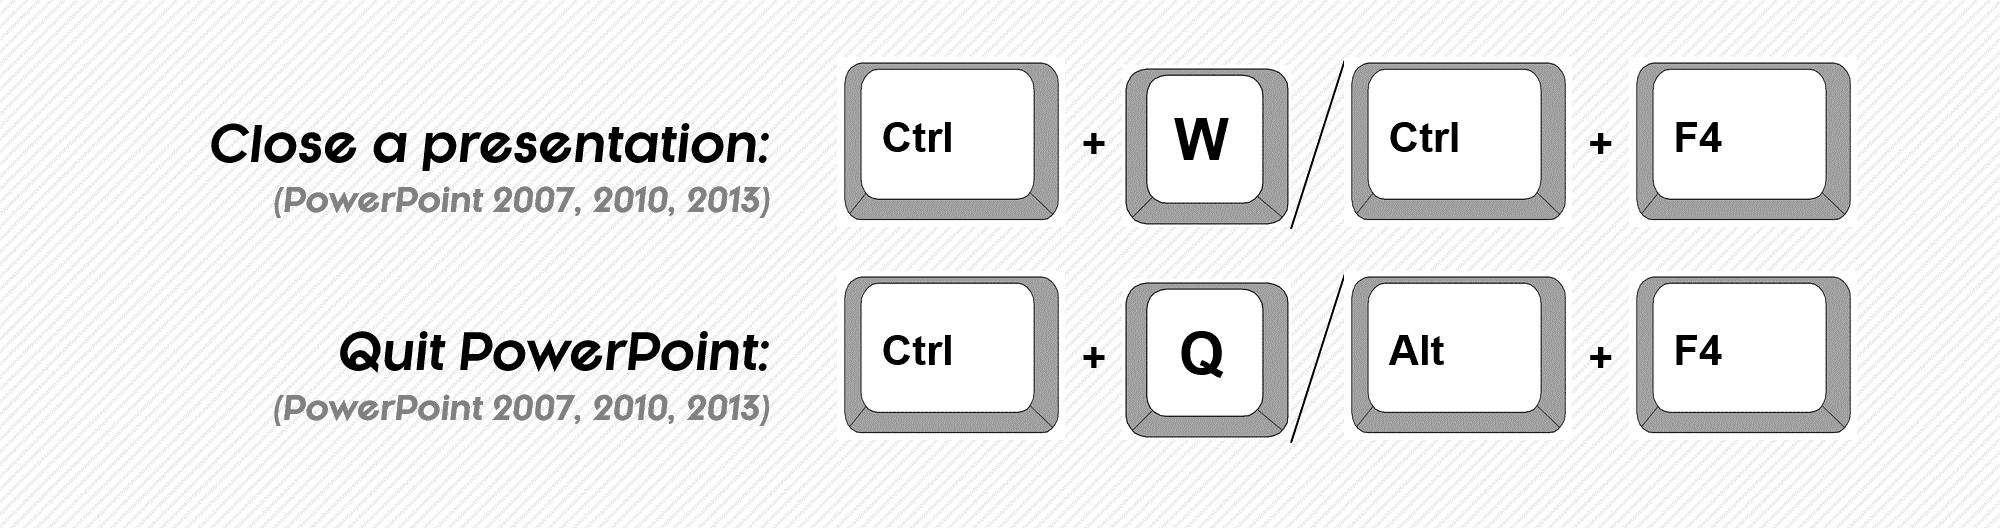 Close a presentation: Ctrl + W / Ctrl + F4
(PowerPoint 2007, 2010, 2013)
Quit PowerPoint: Ctrl + Q / Alt + F4
(PowerPoint 2007, 2010, 2013)